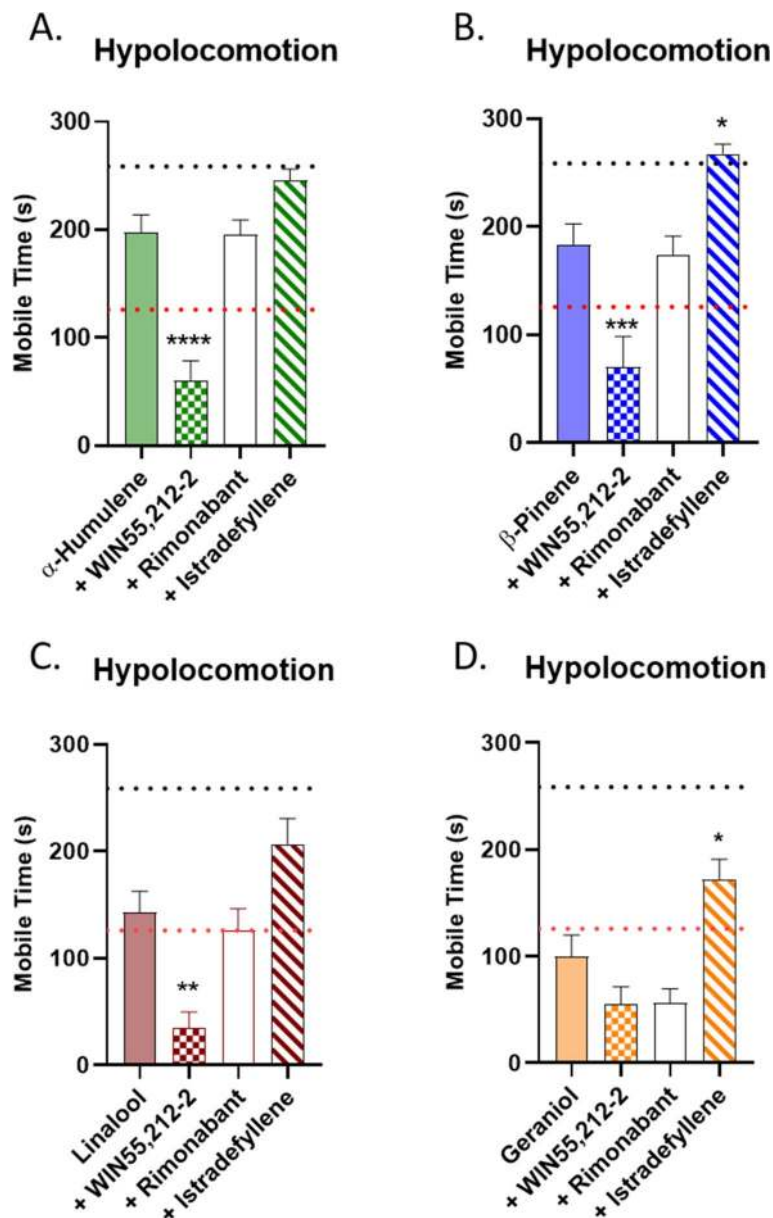 A.
Hypolocomotion
300
200
100
0
Mobile Time (s)
****
α-Humulene
+ WIN55,212-2
+ Rimonabant
+ Istradefyllene
B.
Hypolocomotion
300
200
100
0
Mobile Time (s)
***
*
β-Pinene
+ WIN55,212-2
+ Rimonabant
+ Istradefyllene
C.
Hypolocomotion
300
200
100
0
Mobile Time (s)
**
Linalool
+ WIN55,212-2
+ Rimonabant
+ Istradefyllene
D.
Hypolocomotion
300
200
100
0
Mobile Time (s)
*
Geraniol
+ WIN55,212-2
+ Rimonabant
+ Istradefyllene